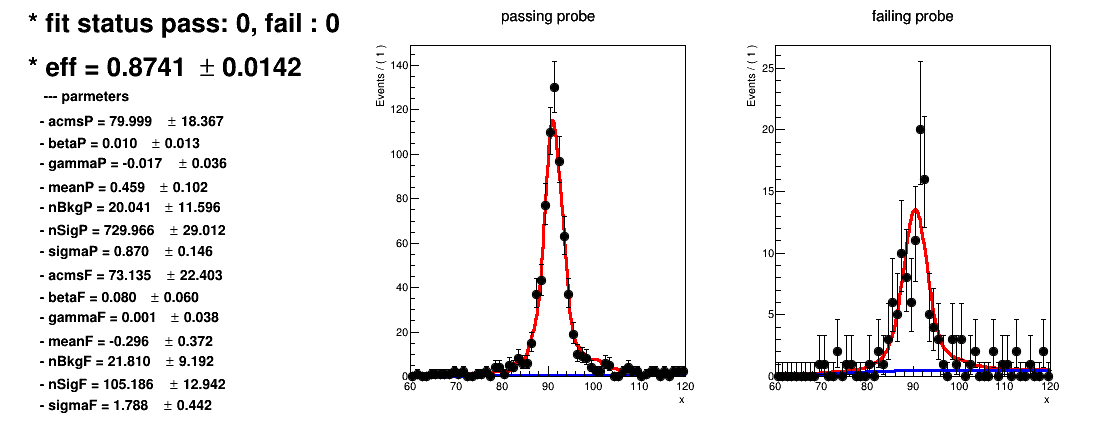 * fit status pass: 0, fail : 0
* eff = 0.8741 ± 0.0142
--- parmeters
- acmsP = 79.999 ± 18.367
- betaP = 0.010 ± 0.013
- gammaP = -0.017 ± 0.036
- meanP = 0.459 ± 0.102
- nBkgP = 20.041 ± 11.596
- nSigP = 729.966 ± 29.012
- sigmaP = 0.870 ± 0.146
- acmsF = 73.135 ± 22.403
- betaF = 0.080 ± 0.060
- gammaF = 0.001 ± 0.038
- meanF = -0.296 ± 0.372
- nBkgF = 21.810 ± 9.192
- nSigF = 105.186 ± 12.942
- sigmaF = 1.788 ± 0.442
passing probe
Events / ( 1 )
140
120
100
80
60
40
20
0
60 70 80 90 100 110 120
x
failing probe
Events / ( 1 )
25
20
15
10
5
0
60 70 80 90 100 110 120
x